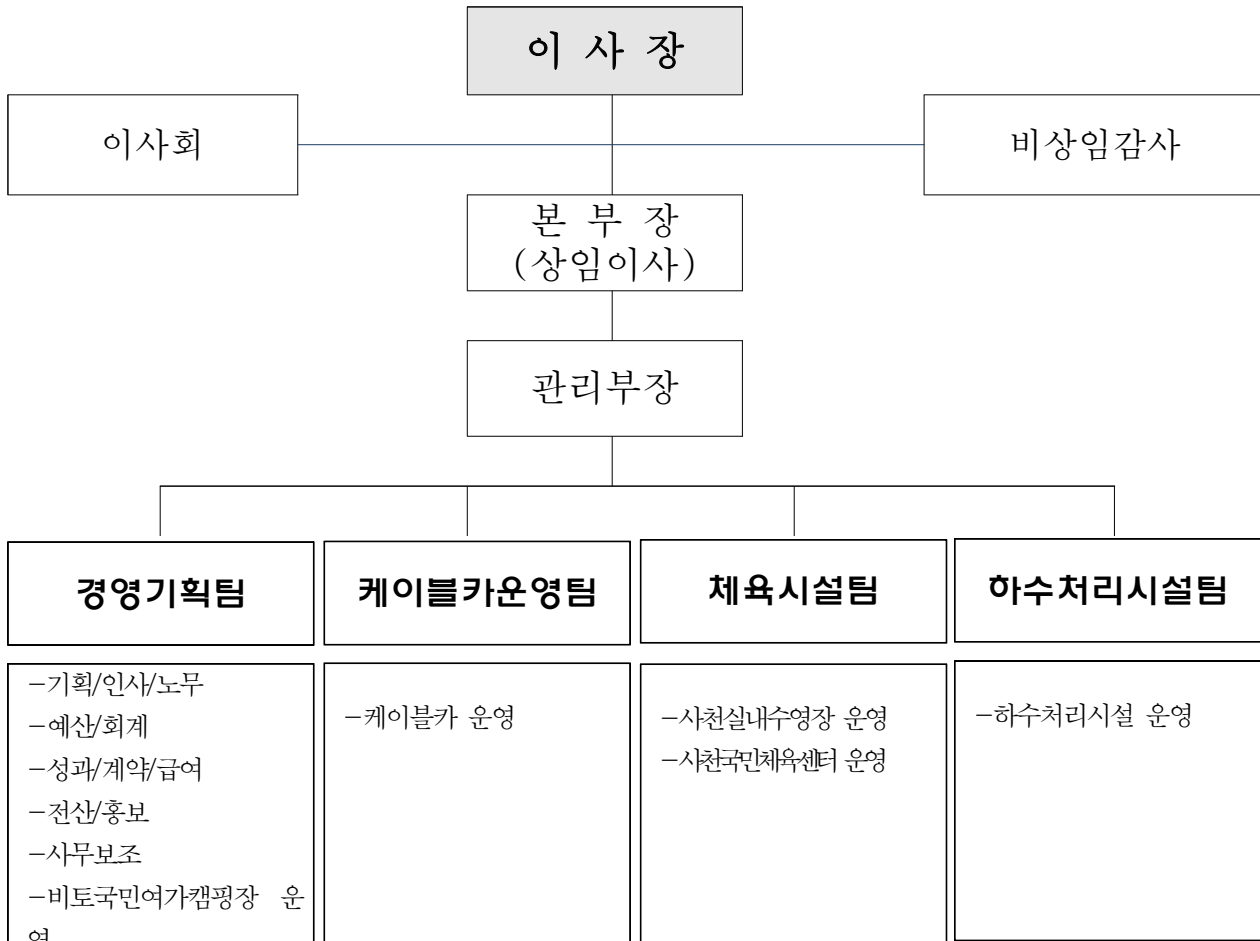 이 사 장
이사회
비상임감사
본 부 장
(상임이사)
관리부장
경영기획팀
케이블카운영팀
체육시설팀
하수처리시설팀
-기획/인사/노무
-예산/회계
-성과/계약/급여
-전산/홍보
-사무보조
-비토국민여가캠핑장 운
영
-케이블카 운영
-사천실내수영장 운영
-사천국민체육센터 운영
-하수처리시설 운영